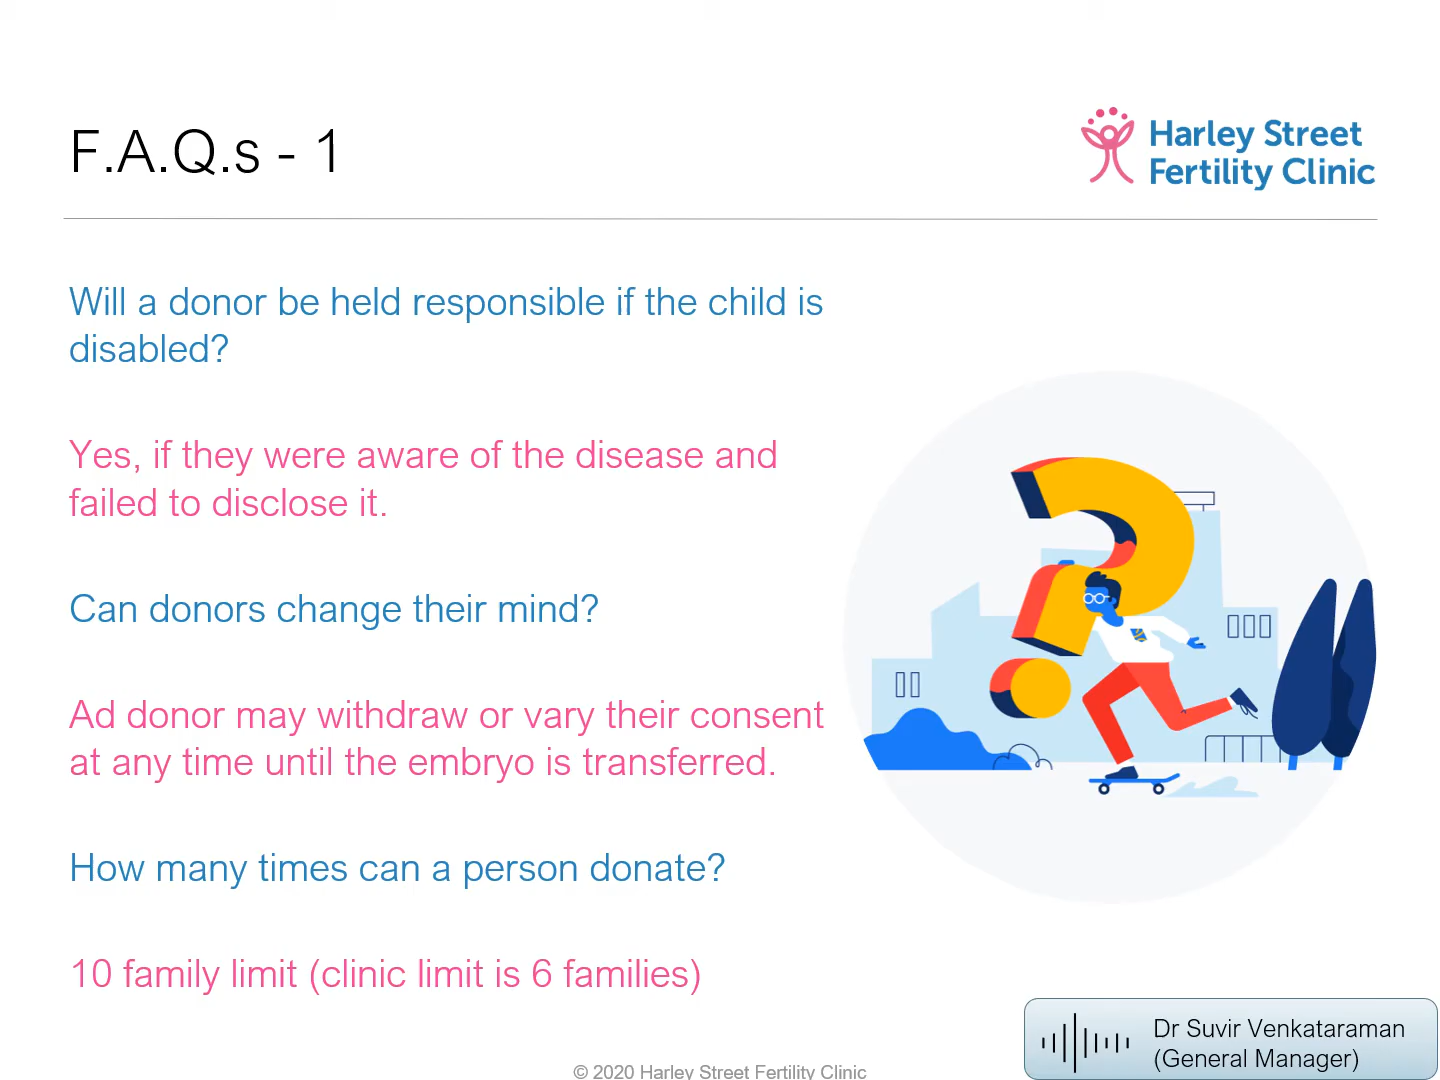 F.A.Q.s - 1
Harley Street
Fertility Clinic
Will a donor be held responsible if the child is
disabled?
Yes, if they were aware of the disease and
failed to disclose it.
Can donors change their mind?
Ad donor may withdraw or vary their consent
at any time until the embryo is transferred.
How many times can a person donate?
10 family limit (clinic limit is 6 families)
Dr Suvir Venkataraman
(General Manager)
© 2020 Harley Street Fertility Clinic